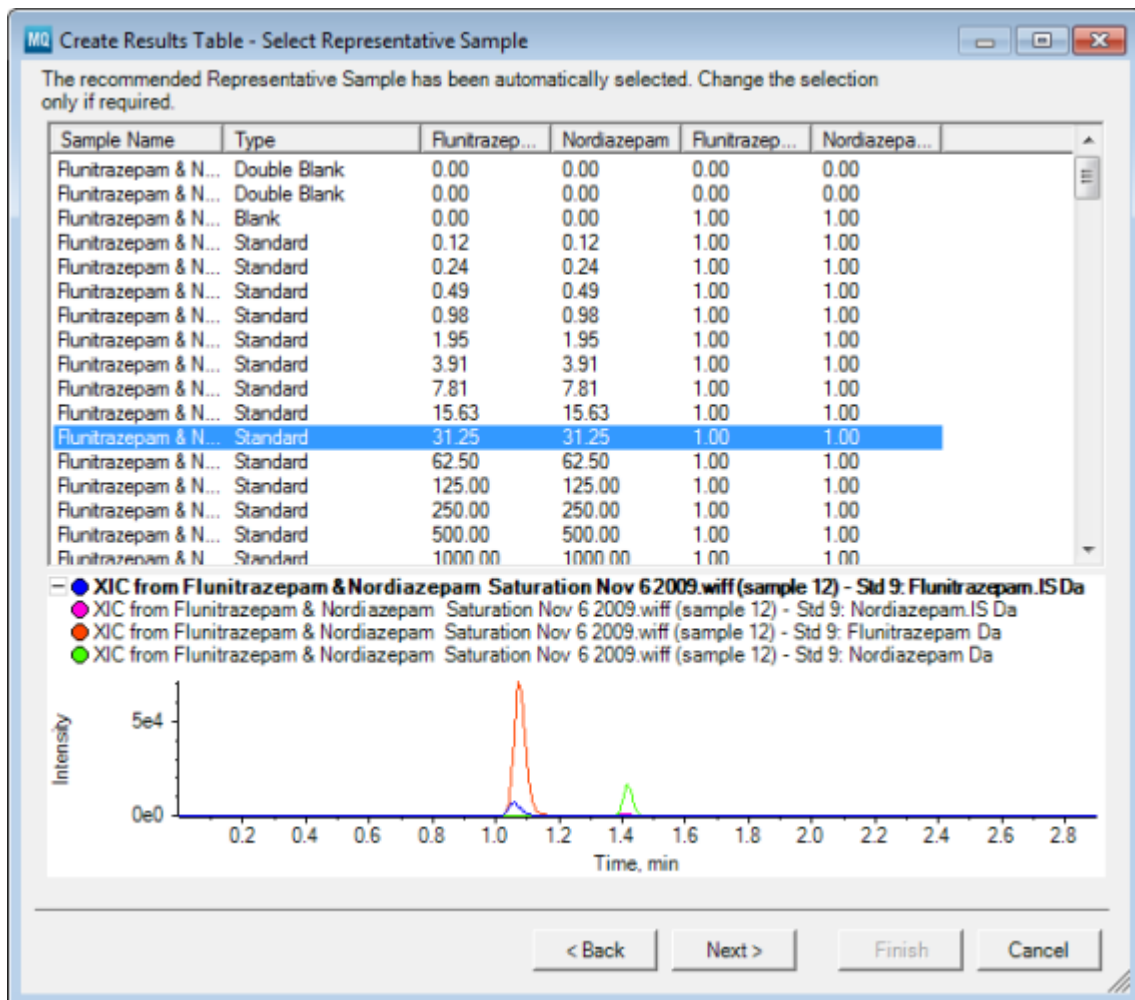 MQ Create Results Table - Select Representative Sample
The recommended Representative Sample has been automatically selected. Change the selection
only if required.
Sample Name Type Flunitrazep... Nordiazepam Flunitrazep... Nordiazepa...
Flunitrazepam & N... Double Blank 0.00 0.00 0.00 0.00
Flunitrazepam & N... Double Blank 0.00 0.00 0.00 0.00
Flunitrazepam & N... Blank 0.00 0.00 1.00 1.00
Flunitrazepam & N... Standard 0.12 0.12 1.00 1.00
Flunitrazepam & N... Standard 0.24 0.24 1.00 1.00
Flunitrazepam & N... Standard 0.49 0.49 1.00 1.00
Flunitrazepam & N... Standard 0.98 0.98 1.00 1.00
Flunitrazepam & N... Standard 1.95 1.95 1.00 1.00
Flunitrazepam & N... Standard 3.91 3.91 1.00 1.00
Flunitrazepam & N... Standard 7.81 7.81 1.00 1.00
Flunitrazepam & N... Standard 15.63 15.63 1.00 1.00
Flunitrazepam & N... Standard 31.25 31.25 1.00 1.00
Flunitrazepam & N... Standard 62.50 62.50 1.00 1.00
Flunitrazepam & N... Standard 125.00 125.00 1.00 1.00
Flunitrazepam & N... Standard 250.00 250.00 1.00 1.00
Flunitrazepam & N... Standard 500.00 500.00 1.00 1.00
Flunitrazepam & N... Standard 1000.00 1000.00 1.00 1.00
XIC from Flunitrazepam & Nordiazepam Saturation Nov 6 2009.wiff (sample 12) - Std 9: Flunitrazepam.IS Da
XIC from Flunitrazepam & Nordiazepam Saturation Nov 6 2009.wiff (sample 12) - Std 9: Nordiazepam.IS Da
XIC from Flunitrazepam & Nordiazepam Saturation Nov 6 2009.wiff (sample 12) - Std 9: Flunitrazepam Da
XIC from Flunitrazepam & Nordiazepam Saturation Nov 6 2009.wiff (sample 12) - Std 9: Nordiazepam Da
Intensity
5e4
0e0
0.2 0.4 0.6 0.8 1.0 1.2 1.4 1.6 1.8 2.0 2.2 2.4 2.6 2.8
Time, min
< Back Next > Finish Cancel